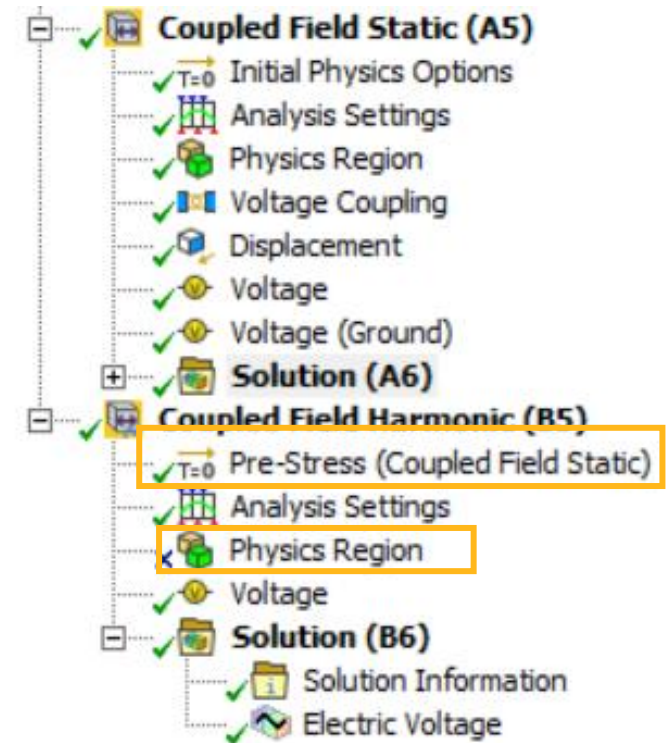 Coupled Field Static (A5)
T=0 Initial Physics Options
Analysis Settings
Physics Region
Voltage Coupling
Displacement
V Voltage
V Voltage (Ground)
Solution (A6)
Coupled Field Harmonic (B5)
T=0 Pre-Stress (Coupled Field Static)
Analysis Settings
Physics Region
V Voltage
Solution (B6)
i Solution Information
Electric Voltage